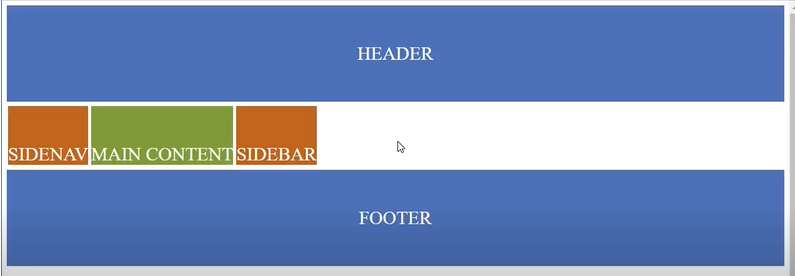 HEADER
SIDENAV MAIN CONTENT SIDEBAR
FOOTER